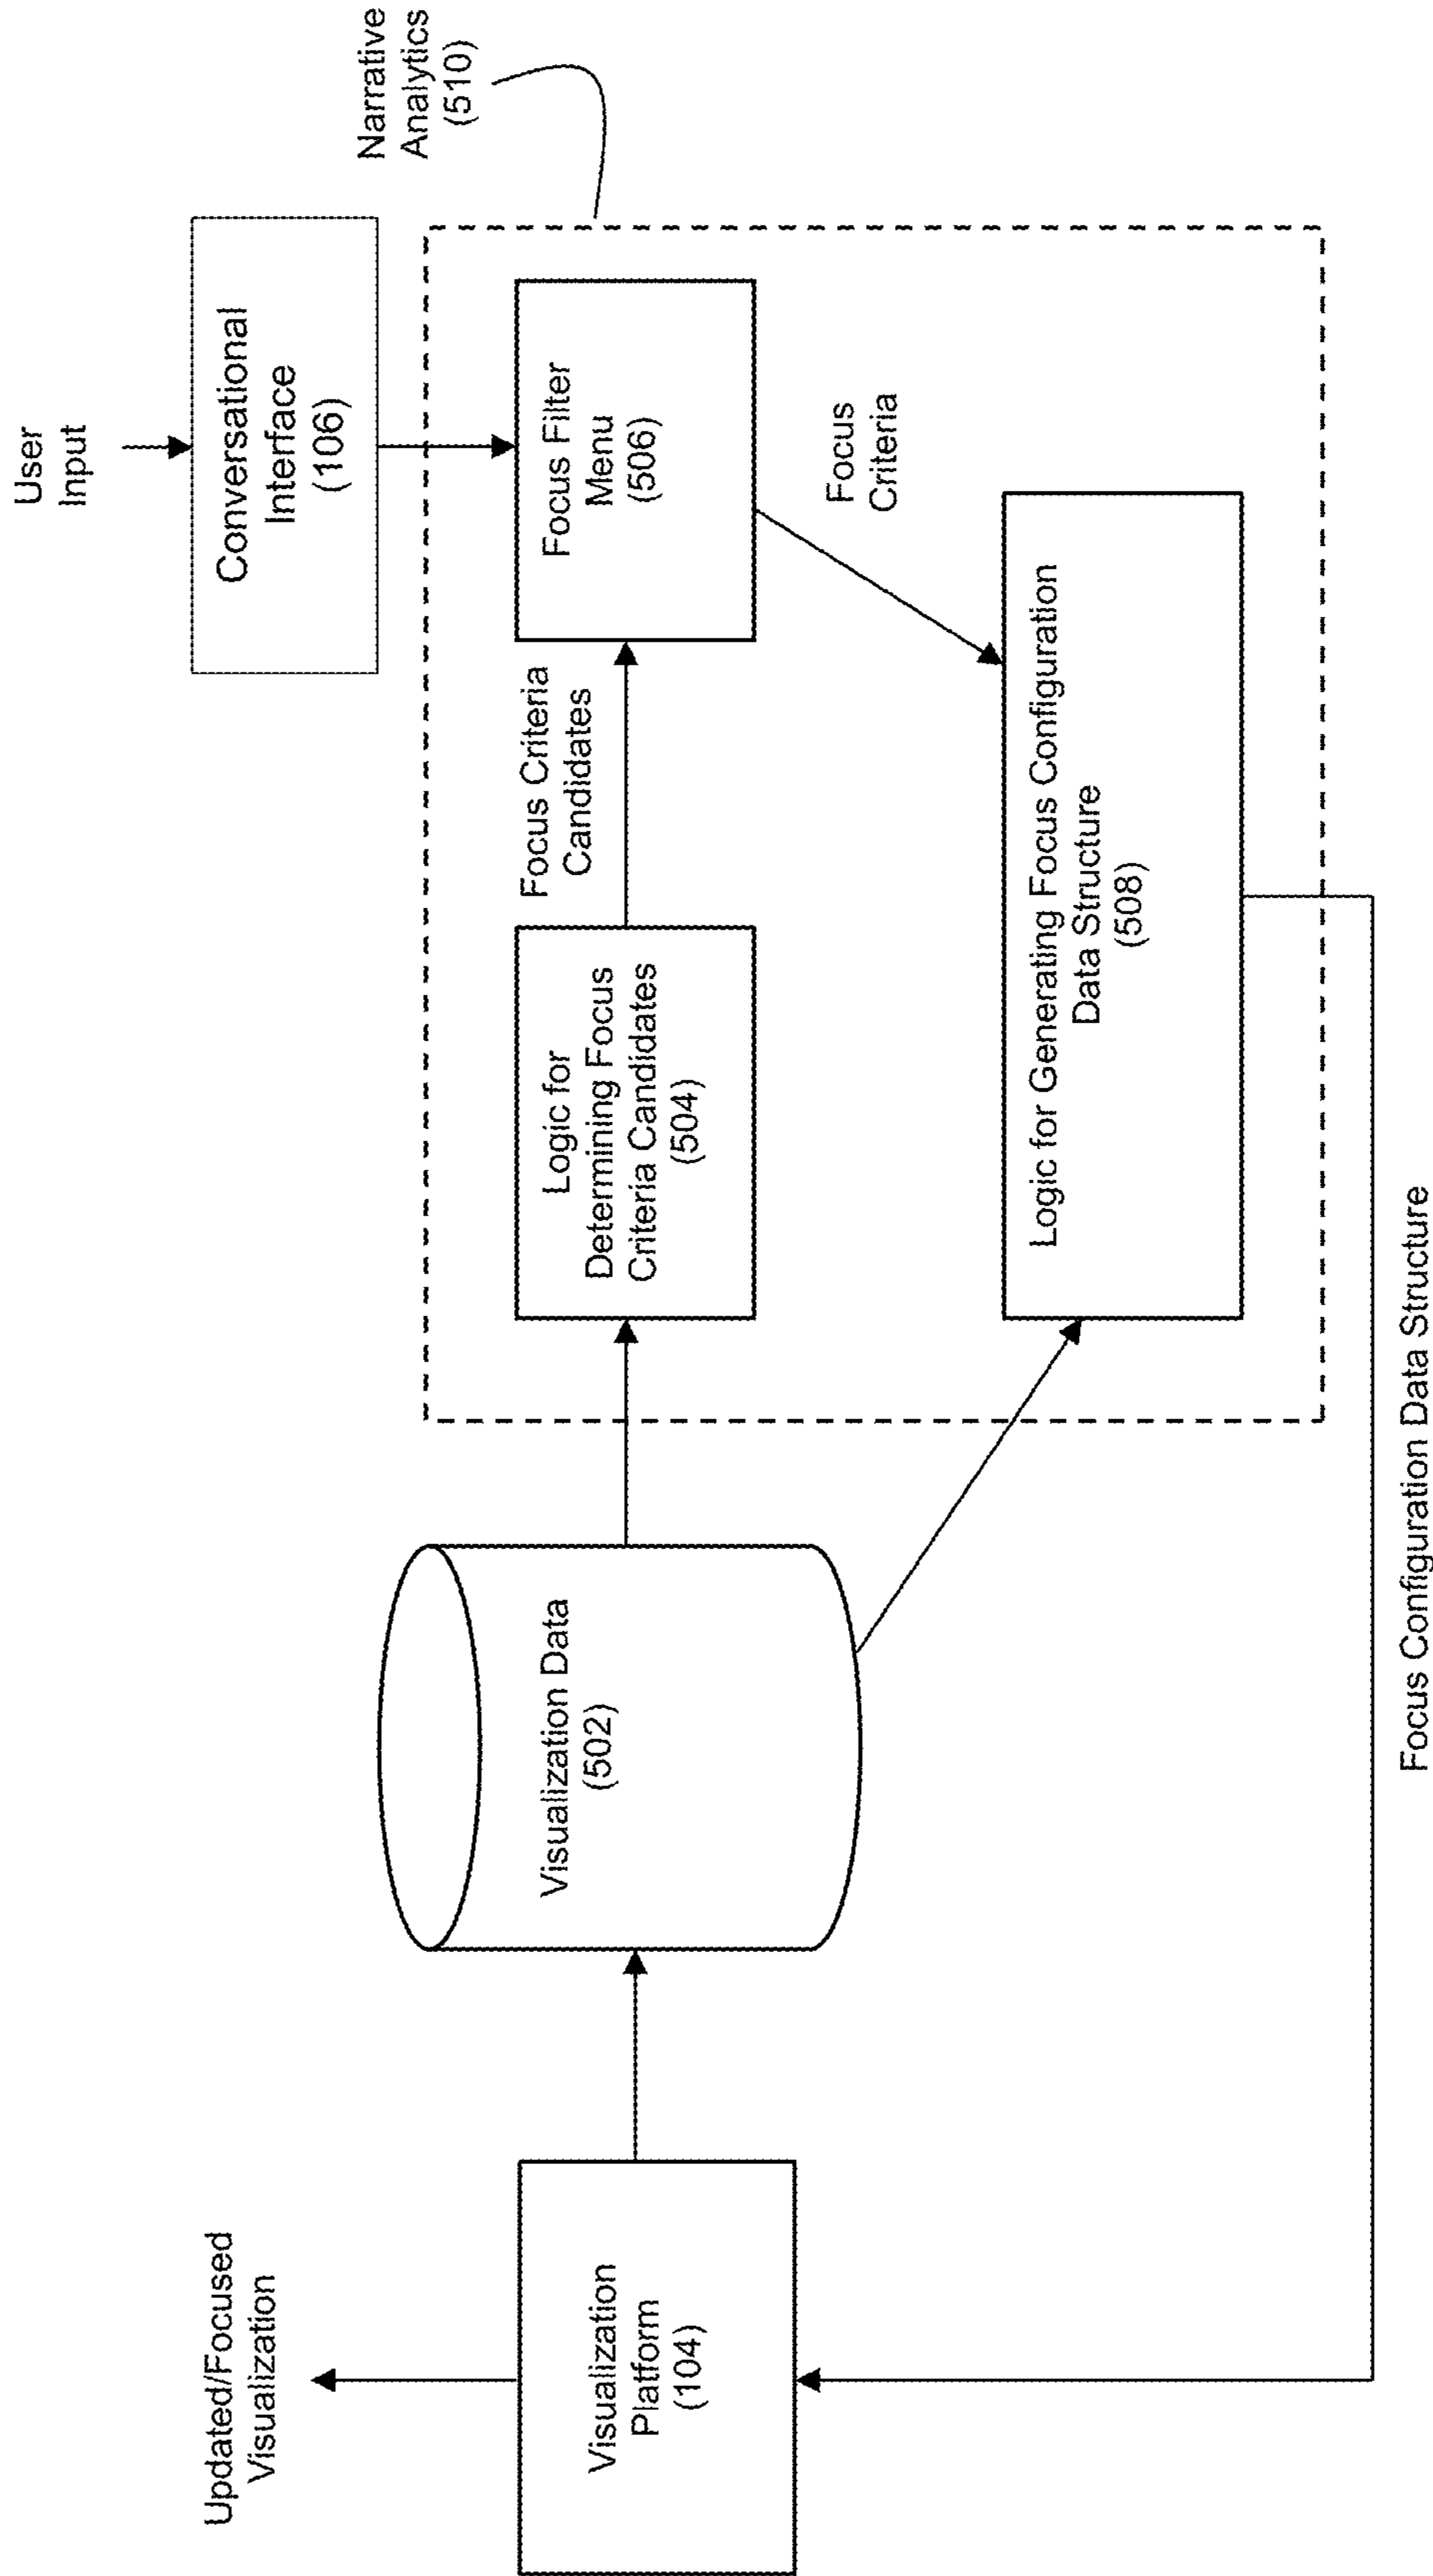 Updated/Focused
Visualization
Visualization
Platform
(104)
Visualization Data
(502)
Logic for
Determining Focus
Criteria Candidates
(504)
Focus Criteria
Candidates
User
Input
Conversational
Interface
(106)
Narrative
Analytics
(510)
Focus Filter
Menu
(506)
Focus
Criteria
Logic for Generating Focus Configuration
Data Structure
(508)
Focus Configuration Data Structure